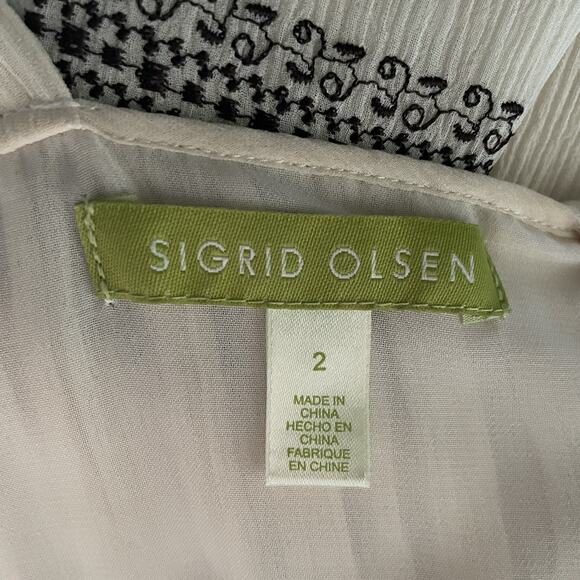 SIGRID OLSEN
2
MADE IN
CHINA
HECHO EN
CHINA
FABRIQUE
EN CHINE